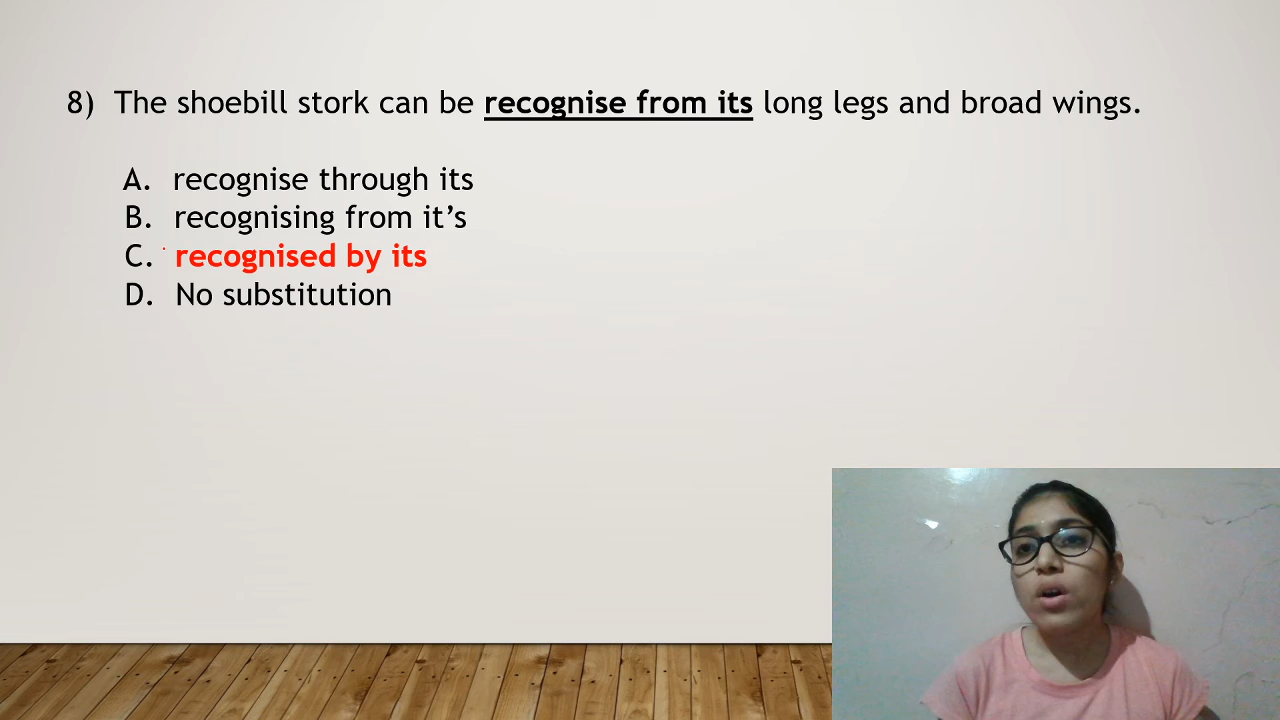 8) The shoebill stork can be recognise from its long legs and broad wings.
A. recognise through its
B. recognising from it’s
C. recognised by its
D. No substitution